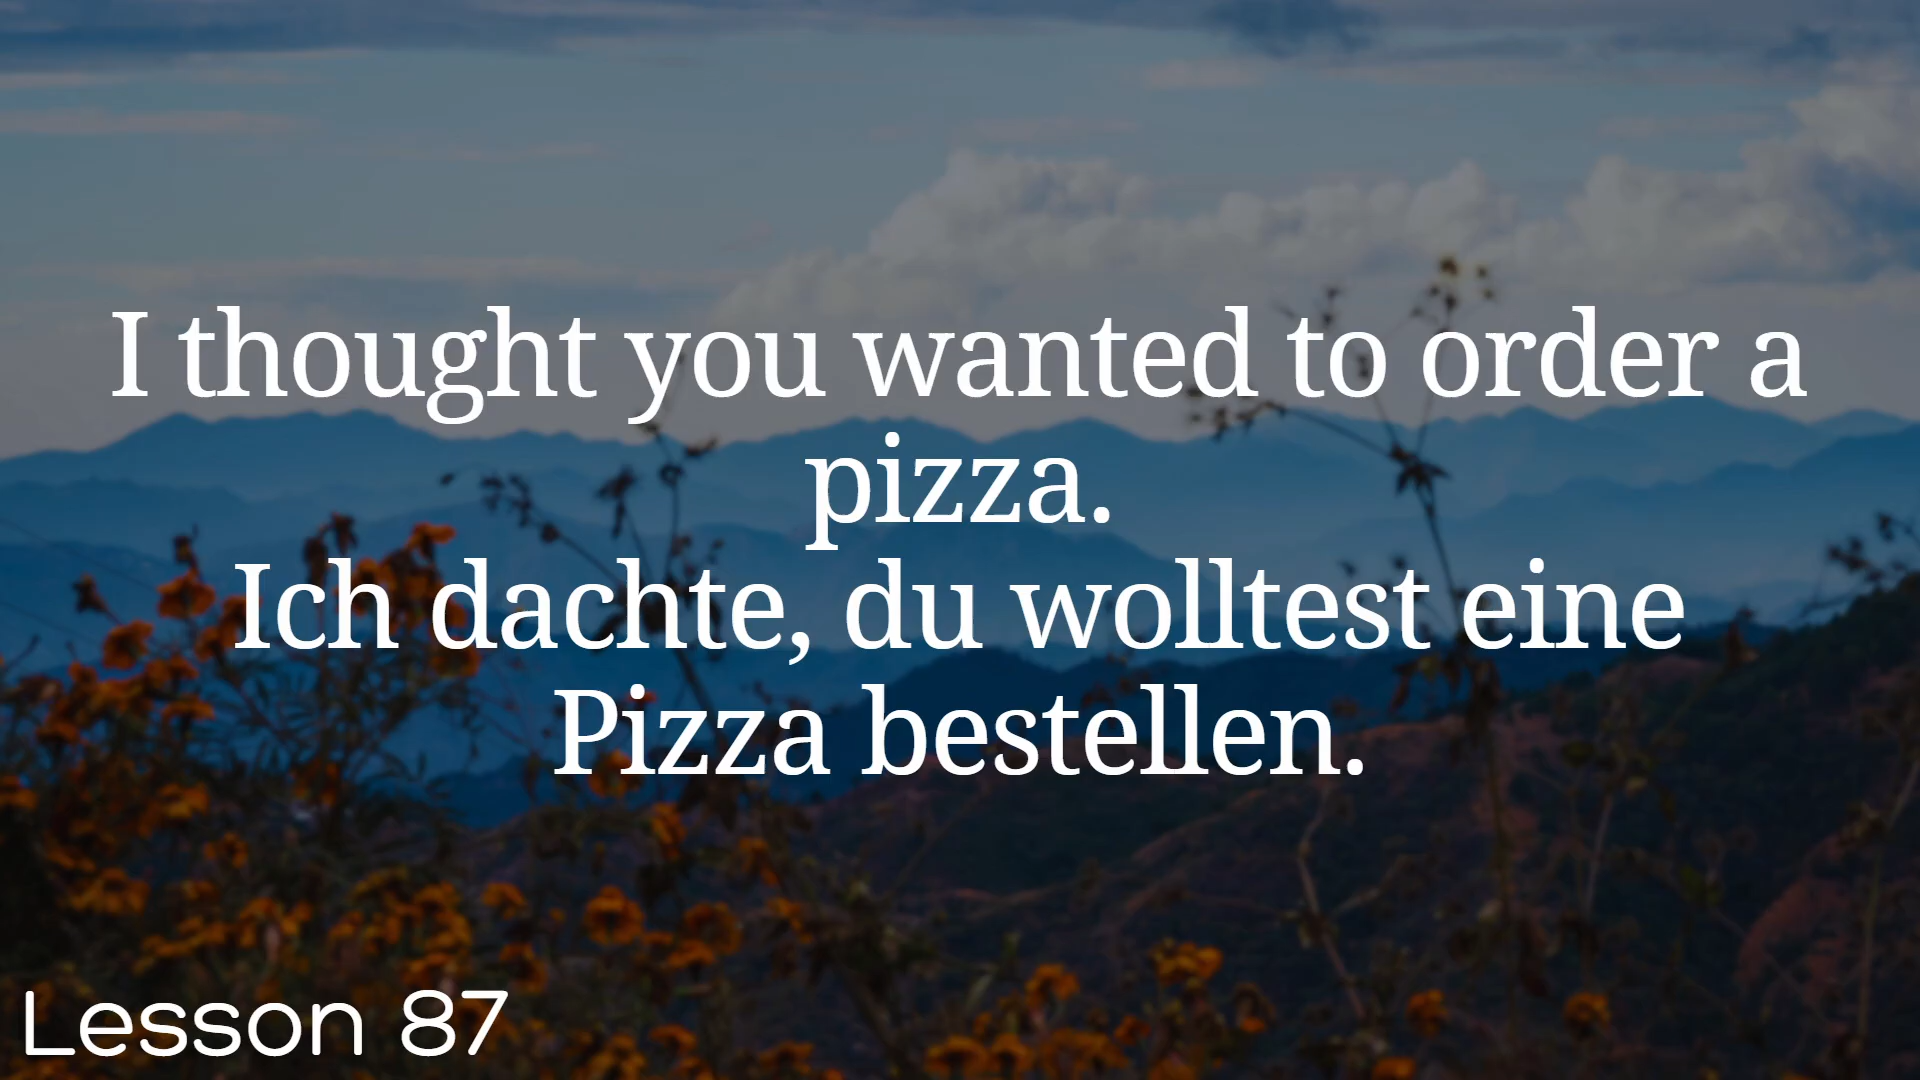 I thought you wanted to order a
pizza.
Ich dachte, du wolltest eine
Pizza bestellen.
Lesson 87